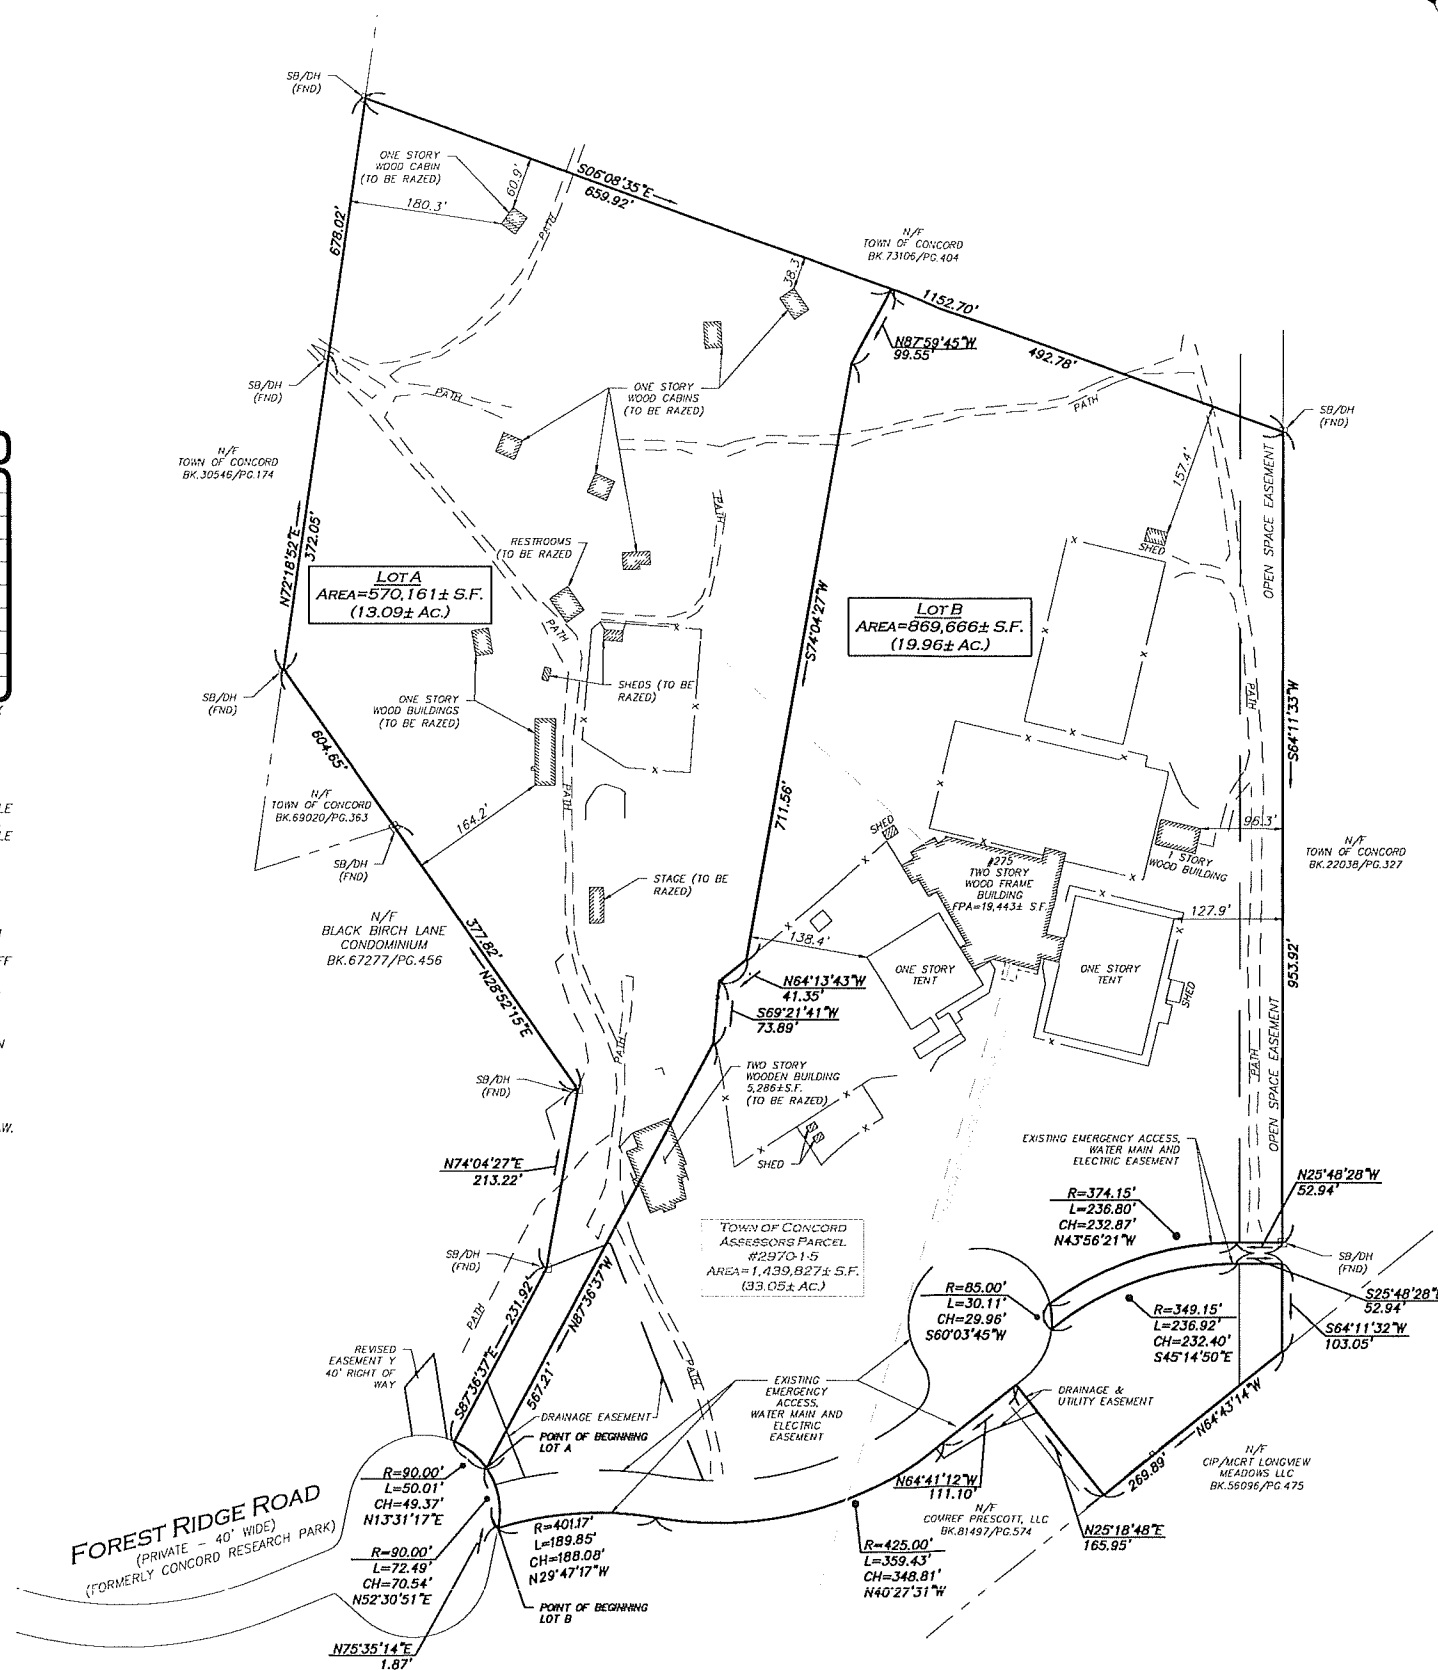 SB/DH
(FND)
ONE STORY
WOOD CABIN
(TO BE RAZED)
60.9'
180.3'
S06°08'35"E
659.92'
PATH
678.02'
N/F
TOWN OF CONCORD
BK.73106/PG.404
38.3'
1152.70'
N87°59'45"W
99.55'
492.78'
SB/DH
(FND)
PATH
ONE STORY
WOOD CABINS
(TO BE RAZED)
PATH
SB/DH
(FND)
N/F
TOWN OF CONCORD
BK.30546/PG.174
157.4'
OPEN SPACE EASEMENT
N72°18'52"E
372.05'
RESTROOMS
(TO BE RAZED
PATH
SHED
LOT A
AREA=570,161± S.F.
(13.09± AC.)
LOT B
AREA=869,666± S.F.
(19.96± AC.)
PATH
S74°04'27"W
711.56'
SB/DH
(FND)
ONE STORY
WOOD BUILDINGS
(TO BE RAZED)
SHEDS (TO BE
RAZED)
PATH
S64°11'33"W
953.92'
604.65'
N/F
TOWN OF CONCORD
BK.69020/PG.363
164.2'
PATH
SHED
96.3'
1 STORY
WOOD BUILDING
N/F
TOWN OF CONCORD
BK.22038/PG.327
LE
LE
SB/DH
(FND)
#275
TWO STORY
WOOD FRAME
BUILDING
FPA=19,443± S.F.
STAGE (TO BE
RAZED)
127.9'
N/F
BLACK BIRCH LANE
CONDOMINIUM
BK.67277/PG.456
377.82'
N28°52'15"E
138.4'
ONE STORY
TENT
ONE STORY
TENT
SHED
N64°13'43"W
41.35'
S69°21'41"W
73.89'
PATH
OPEN SPACE EASEMENT
PATH
TWO STORY
WOODEN BUILDING
5,286±S.F.
(TO BE RAZED)
SB/DH
(FND)
W.
SHED
N74°04'27"E
213.22'
EXISTING EMERGENCY ACCESS,
WATER MAIN AND
ELECTRIC EASEMENT
N25°48'28"W
52.94'
R=374.15'
L=236.80'
CH=232.87'
N43°56'21"W
TOWN OF CONCORD
ASSESSORS PARCEL
#2970-1-5
AREA=1,439,827± S.F.
(33.05± AC.)
SB/DH
(FND)
SB/DH
(FND)
R=85.00'
L=30.11'
CH=29.96'
S60°03'45"W
S25°48'28"E
52.94'
R=349.15'
L=236.92'
CH=232.40'
S45°14'50"E
S64°11'32"W
103.05'
PATH
231.92'
S87°36'37"E
N87°36'37"W
567.21'
PATH
REVISED
EASEMENT Y
40' RIGHT OF
WAY
EXISTING
EMERGENCY
ACCESS,
WATER MAIN AND
ELECTRIC
EASEMENT
DRAINAGE &
UTILITY EASEMENT
N64°43'14"W
269.89'
DRAINAGE EASEMENT
POINT OF BEGINNING
LOT A
N/F
CIP/MCRT LONGVIEW
MEADOWS LLC
BK.56096/PG.475
R=90.00'
L=50.01'
CH=49.37'
N13°31'17"E
N64°41'12"W
111.10'
N/F
COMREF PRESCOTT, LLC
BK.81497/PG.574
N25°18'48"E
165.95'
FOREST RIDGE ROAD
(PRIVATE - 40' WIDE)
(FORMERLY CONCORD RESEARCH PARK)
R=401.17'
L=189.85'
CH=188.08'
N29°47'17"W
R=425.00'
L=359.43'
CH=348.81'
N40°27'31"W
R=90.00'
L=72.49'
CH=70.54'
N52°30'51"E
POINT OF BEGINNING
LOT B
N75°35'14"E
1.87'